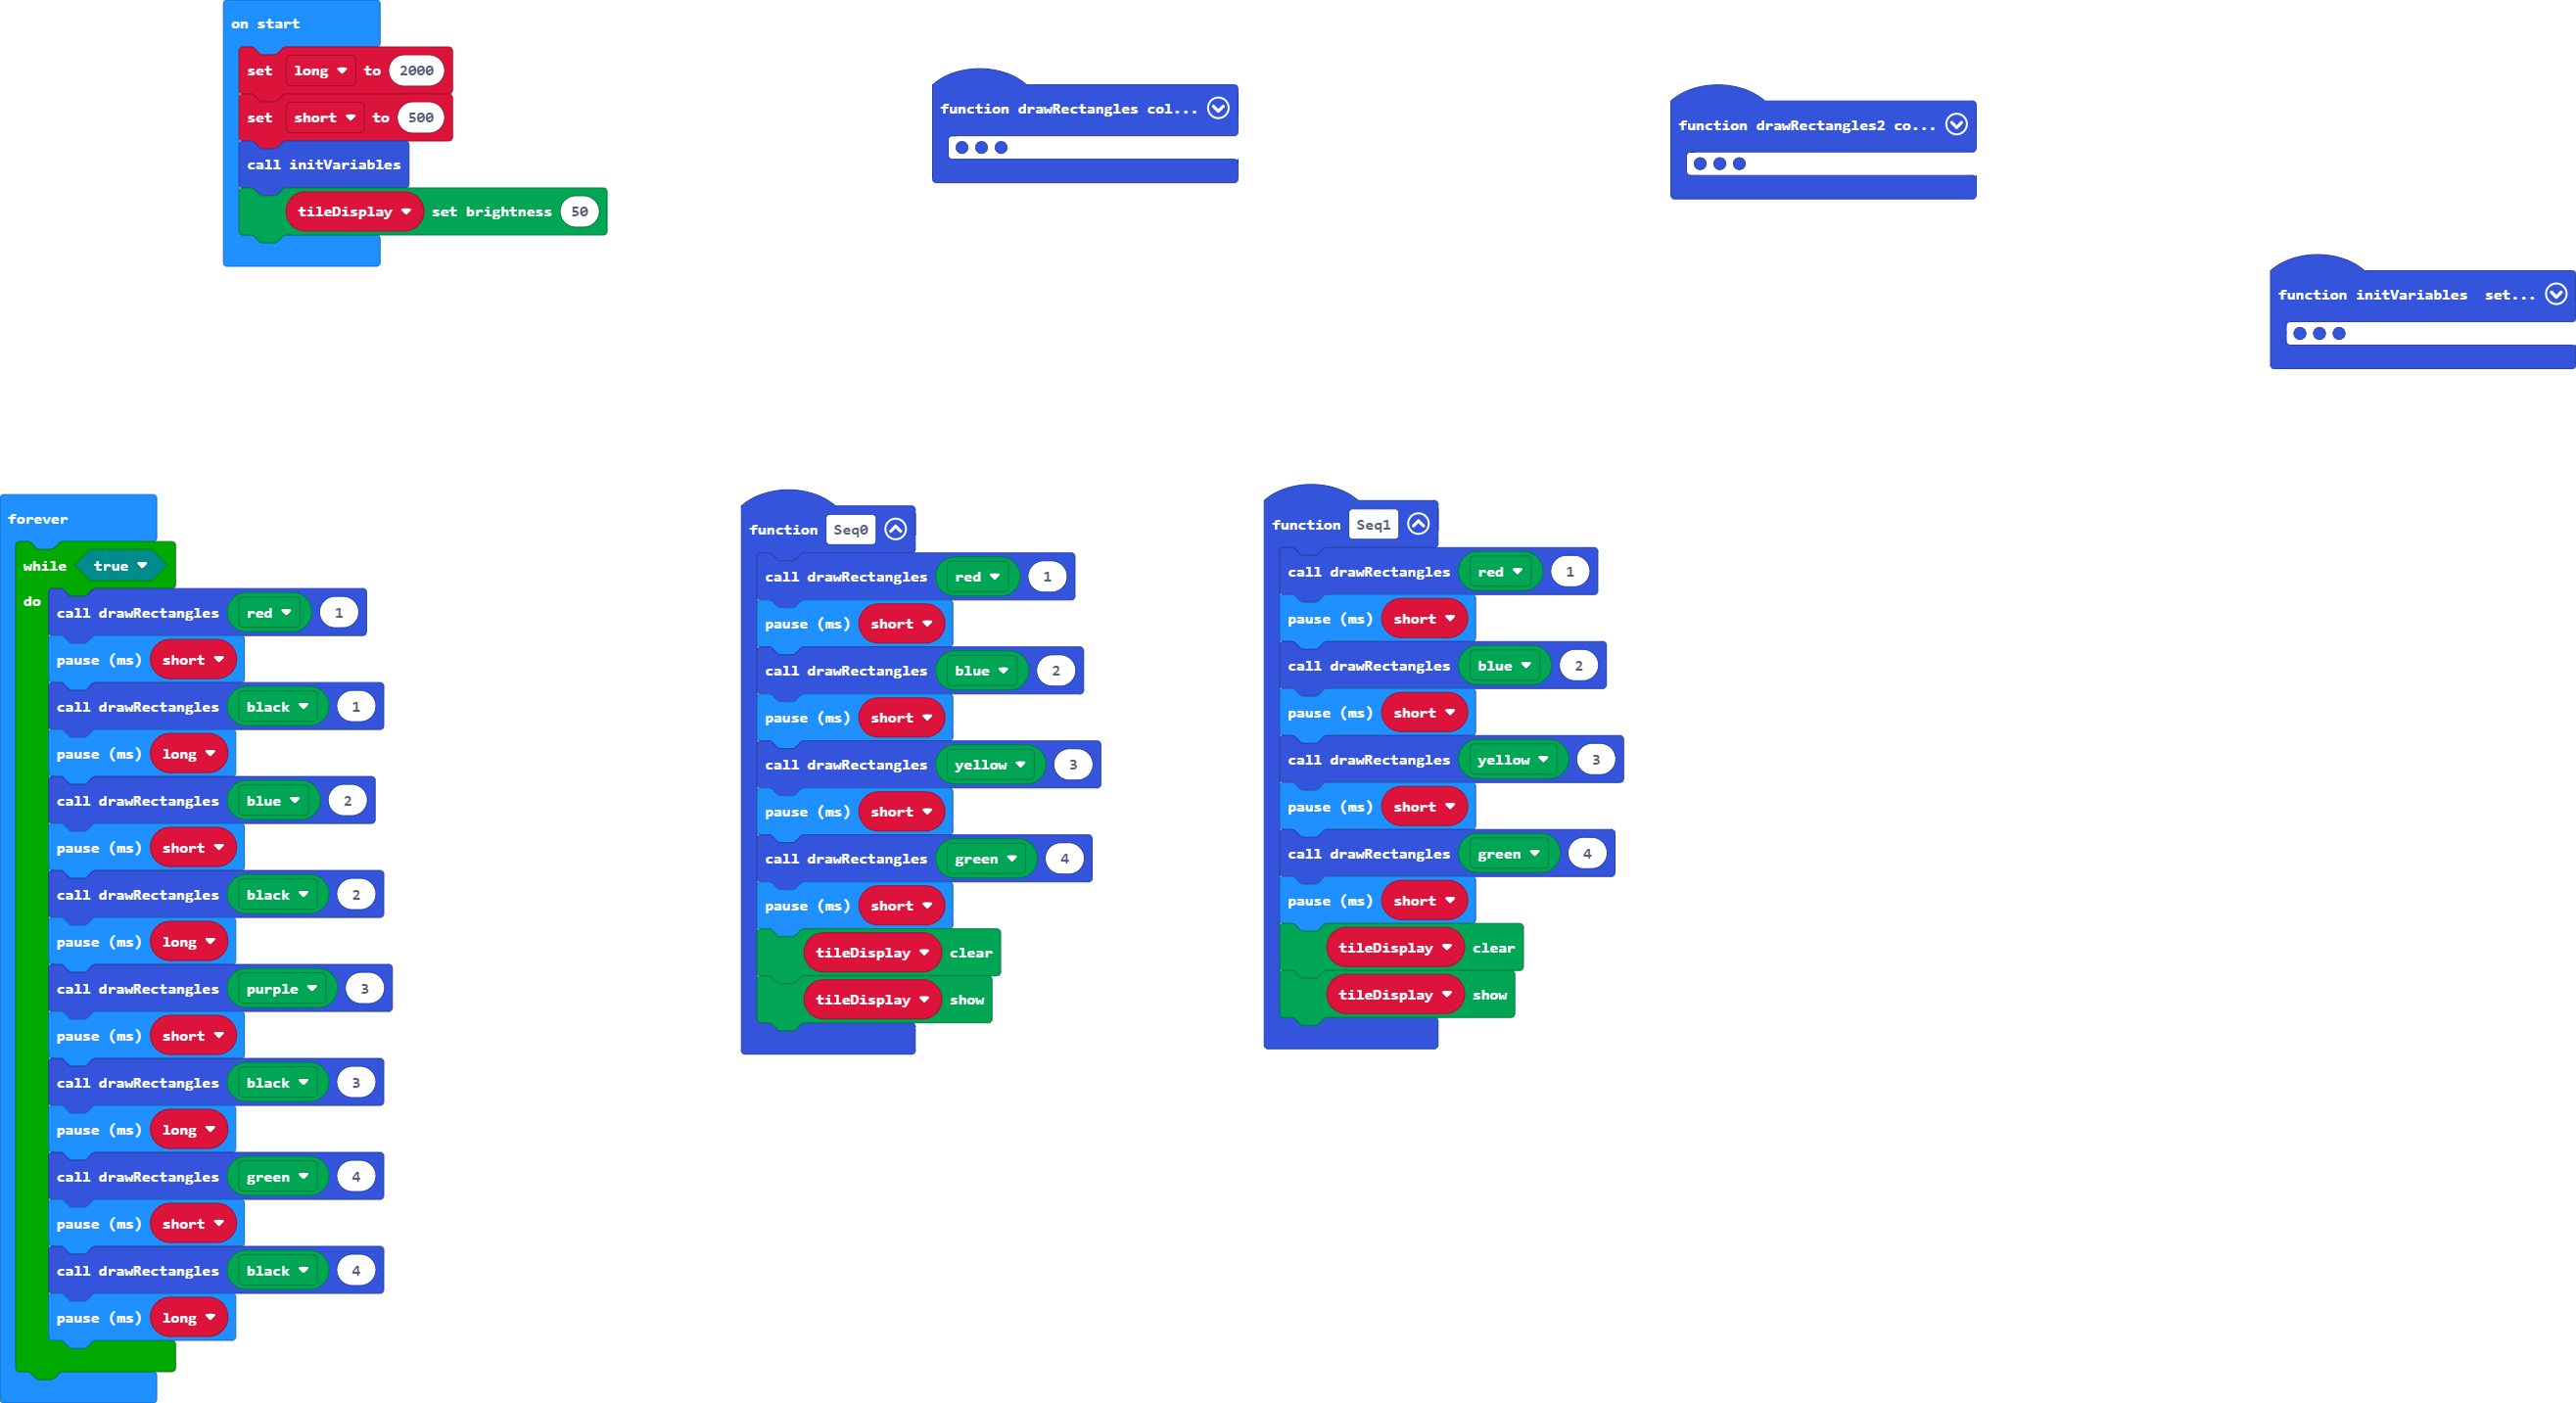 on start
set long to 2000
set short to 500
call initVariables
tileDisplay set brightness 50
function drawRectangles col...
function drawRectangles2 co...
function initVariables set...
forever
while true
do
call drawRectangles red 1
pause (ms) short
call drawRectangles black 1
pause (ms) long
call drawRectangles blue 2
pause (ms) short
call drawRectangles black 2
pause (ms) long
call drawRectangles purple 3
pause (ms) short
call drawRectangles black 3
pause (ms) long
call drawRectangles green 4
pause (ms) short
call drawRectangles black 4
pause (ms) long
function Seq0
call drawRectangles red 1
pause (ms) short
call drawRectangles blue 2
pause (ms) short
call drawRectangles yellow 3
pause (ms) short
call drawRectangles green 4
pause (ms) short
tileDisplay clear
tileDisplay show
function Seq1
call drawRectangles red 1
pause (ms) short
call drawRectangles blue 2
pause (ms) short
call drawRectangles yellow 3
pause (ms) short
call drawRectangles green 4
pause (ms) short
tileDisplay clear
tileDisplay show